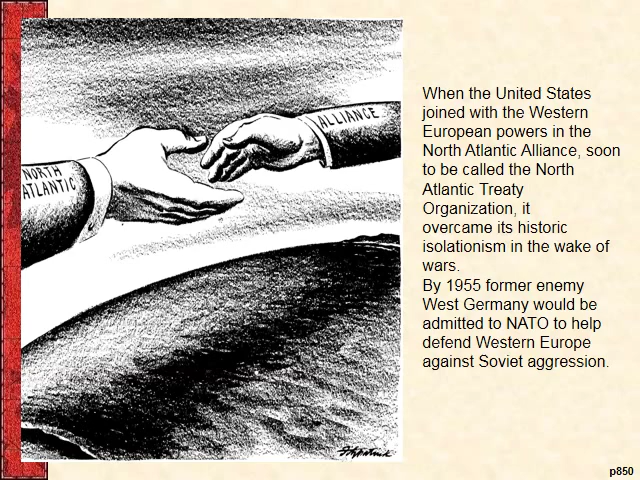 NORTH
ATLANTIC
ALLIANCE
Fitzpatrick
When the United States
joined with the Western
European powers in the
North Atlantic Alliance, soon
to be called the North
Atlantic Treaty
Organization, it
overcame its historic
isolationism in the wake of
wars.
By 1955 former enemy
West Germany would be
admitted to NATO to help
defend Western Europe
against Soviet aggression.
p850